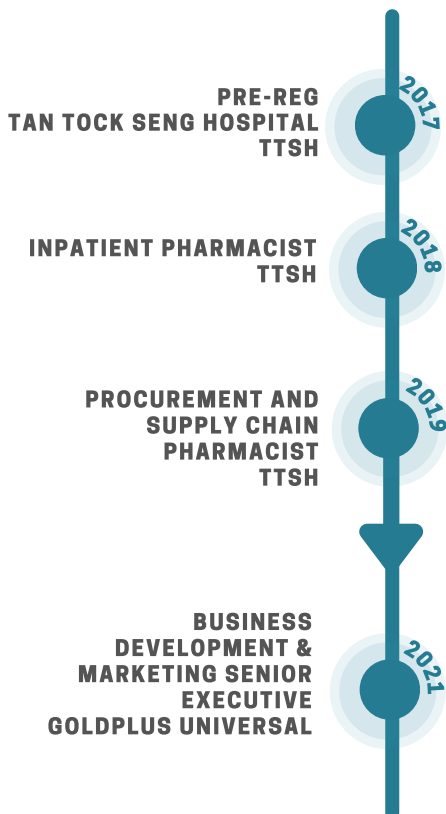 2017
PRE-REG
TAN TOCK SENG HOSPITAL
TTSH
2018
INPATIENT PHARMACIST
TTSH
2019
PROCUREMENT AND
SUPPLY CHAIN
PHARMACIST
TTSH
2021
BUSINESS
DEVELOPMENT &
MARKETING SENIOR
EXECUTIVE
GOLDPLUS UNIVERSAL